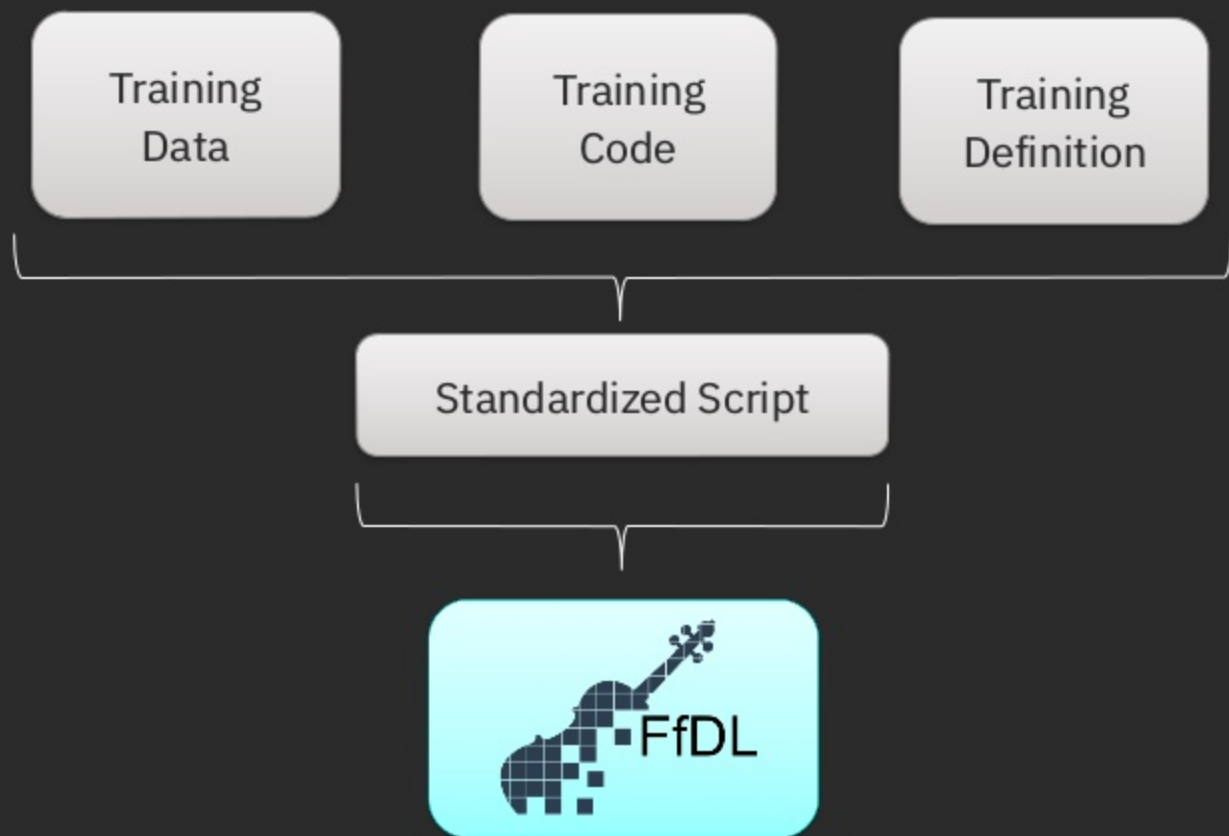 Training
Data
Training
Code
Training
Definition
Standardized Script
FfDL